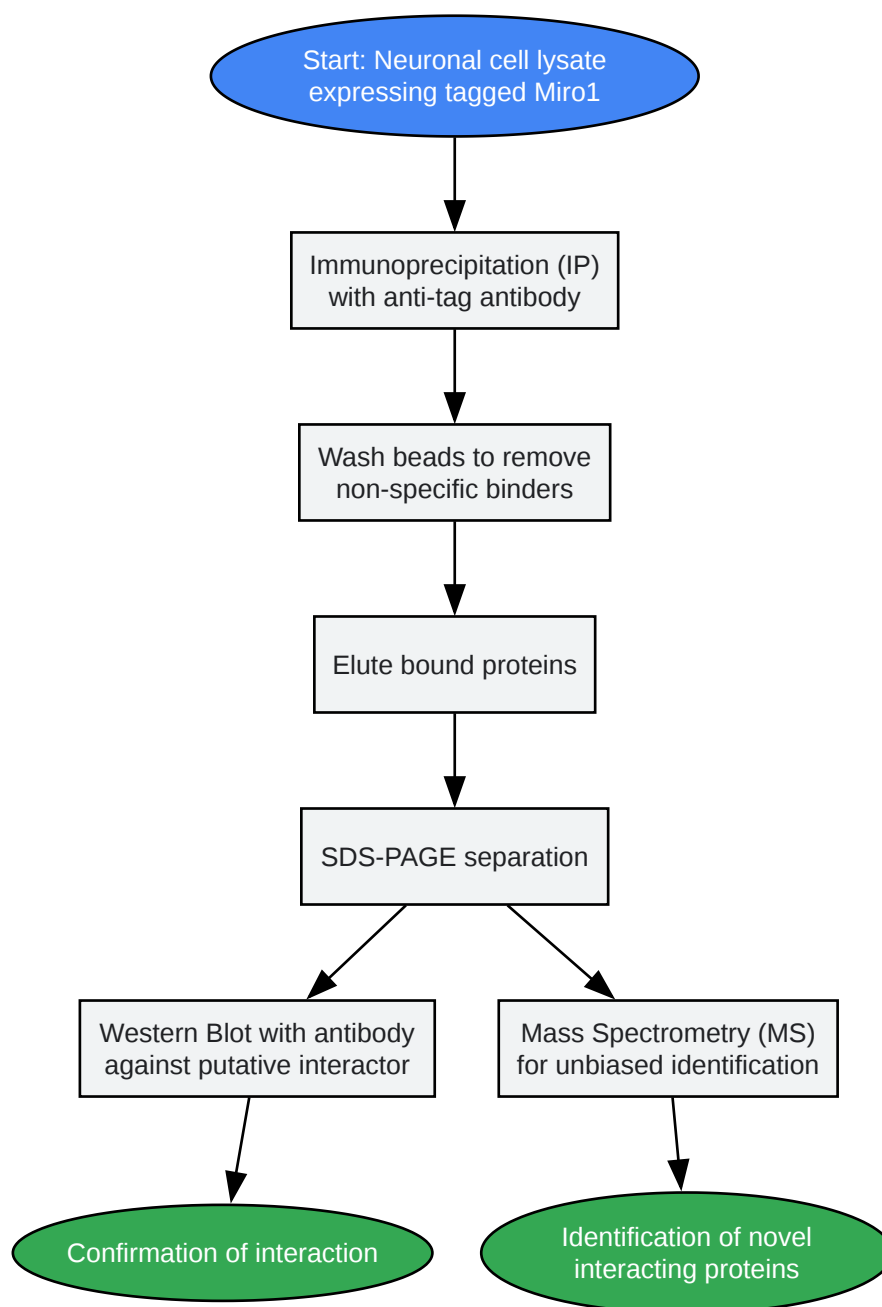 Start: Neuronal cell lysate
expressing tagged Miro1
Immunoprecipitation (IP)
with anti-tag antibody
Wash beads to remove
non-specific binders
Elute bound proteins
SDS-PAGE separation
Western Blot with antibody
against putative interactor
Mass Spectrometry (MS)
for unbiased identification
Confirmation of interaction
Identification of novel
interacting proteins